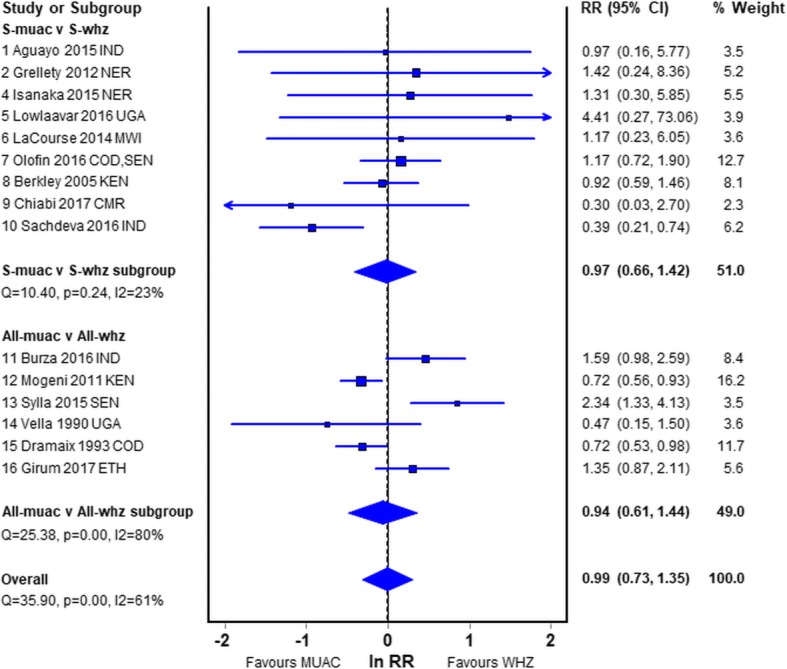 Study or Subgroup RR (95% CI) % Weight
S-muac v S-whz
1 Aguayo 2015 IND 0.97 (0.16, 5.77) 3.5
2 Grellety 2012 NER 1.42 (0.24, 8.36) 5.2
4 Isanaka 2015 NER 1.31 (0.30, 5.85) 5.5
5 Lowlaavar 2016 UGA 4.41 (0.27, 73.06) 3.9
6 LaCourse 2014 MWI 1.17 (0.23, 6.05) 3.6
7 Olofin 2016 COD,SEN 1.17 (0.72, 1.90) 12.7
8 Berkley 2005 KEN 0.92 (0.59, 1.46) 8.1
9 Chiabi 2017 CMR 0.30 (0.03, 2.70) 2.3
10 Sachdeva 2016 IND 0.39 (0.21, 0.74) 6.2
S-muac v S-whz subgroup 0.97 (0.66, 1.42) 51.0
Q=10.40, p=0.24, I2=23%
All-muac v All-whz
11 Burza 2016 IND 1.59 (0.98, 2.59) 8.4
12 Mogeni 2011 KEN 0.72 (0.56, 0.93) 16.2
13 Sylla 2015 SEN 2.34 (1.33, 4.13) 3.5
14 Vella 1990 UGA 0.47 (0.15, 1.50) 3.6
15 Dramaix 1993 COD 0.72 (0.53, 0.98) 11.7
16 Girum 2017 ETH 1.35 (0.87, 2.11) 5.6
All-muac v All-whz subgroup 0.94 (0.61, 1.44) 49.0
Q=25.38, p=0.00, I2=80%
Overall 0.99 (0.73, 1.35) 100.0
Q=35.90, p=0.00, I2=61%
-2 -1 0 1 2
Favours MUAC ln RR Favours WHZ